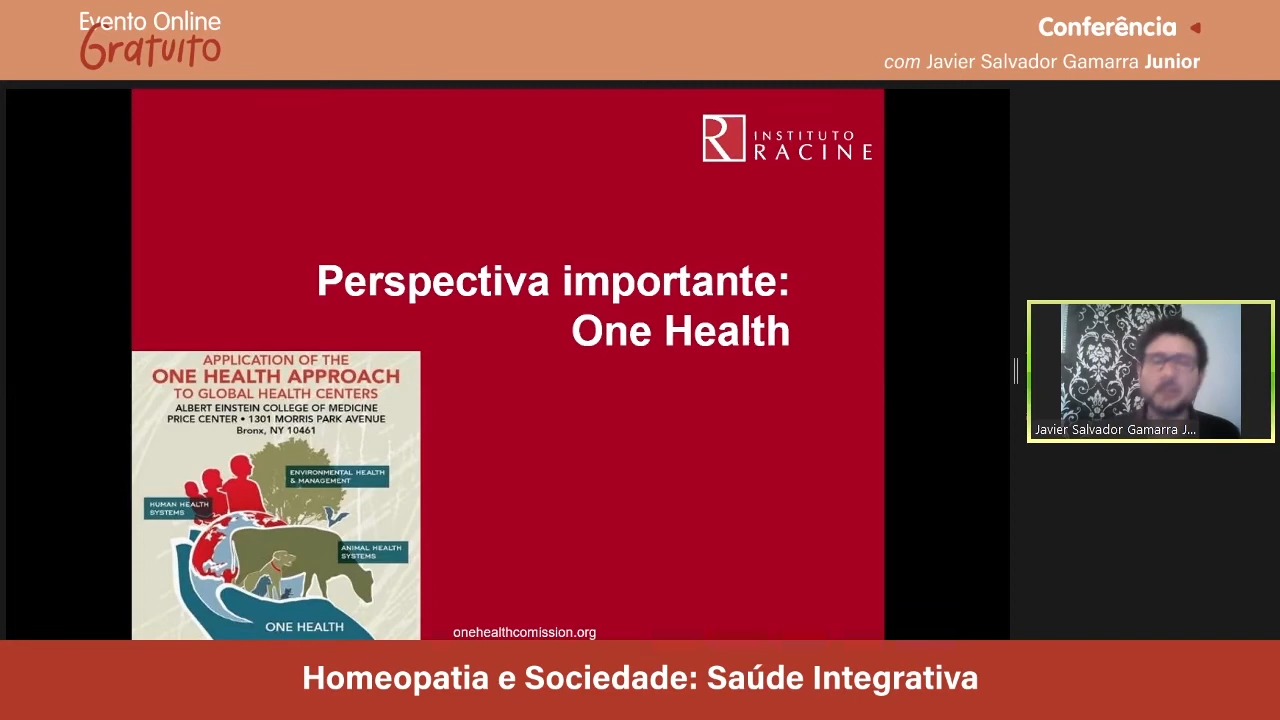 Evento Online
Gratuito
Conferência
com Javier Salvador Gamarra Junior
INSTITUTO
RACINE
Perspectiva importante:
One Health
APPLICATION OF THE
ONE HEALTH APPROACH
TO GLOBAL HEALTH CENTERS
ALBERT EINSTEIN COLLEGE OF MEDICINE
PRICE CENTER • 1301 MORRIS PARK AVENUE
Bronx, NY 10461
ENVIRONMENTAL HEALTH
& MANAGEMENT
HUMAN HEALTH
SYSTEMS
ANIMAL HEALTH
SYSTEMS
ONE HEALTH
onehealthcomission.org
Javier Salvador Gamarra J...
Homeopatia e Sociedade: Saúde Integrativa